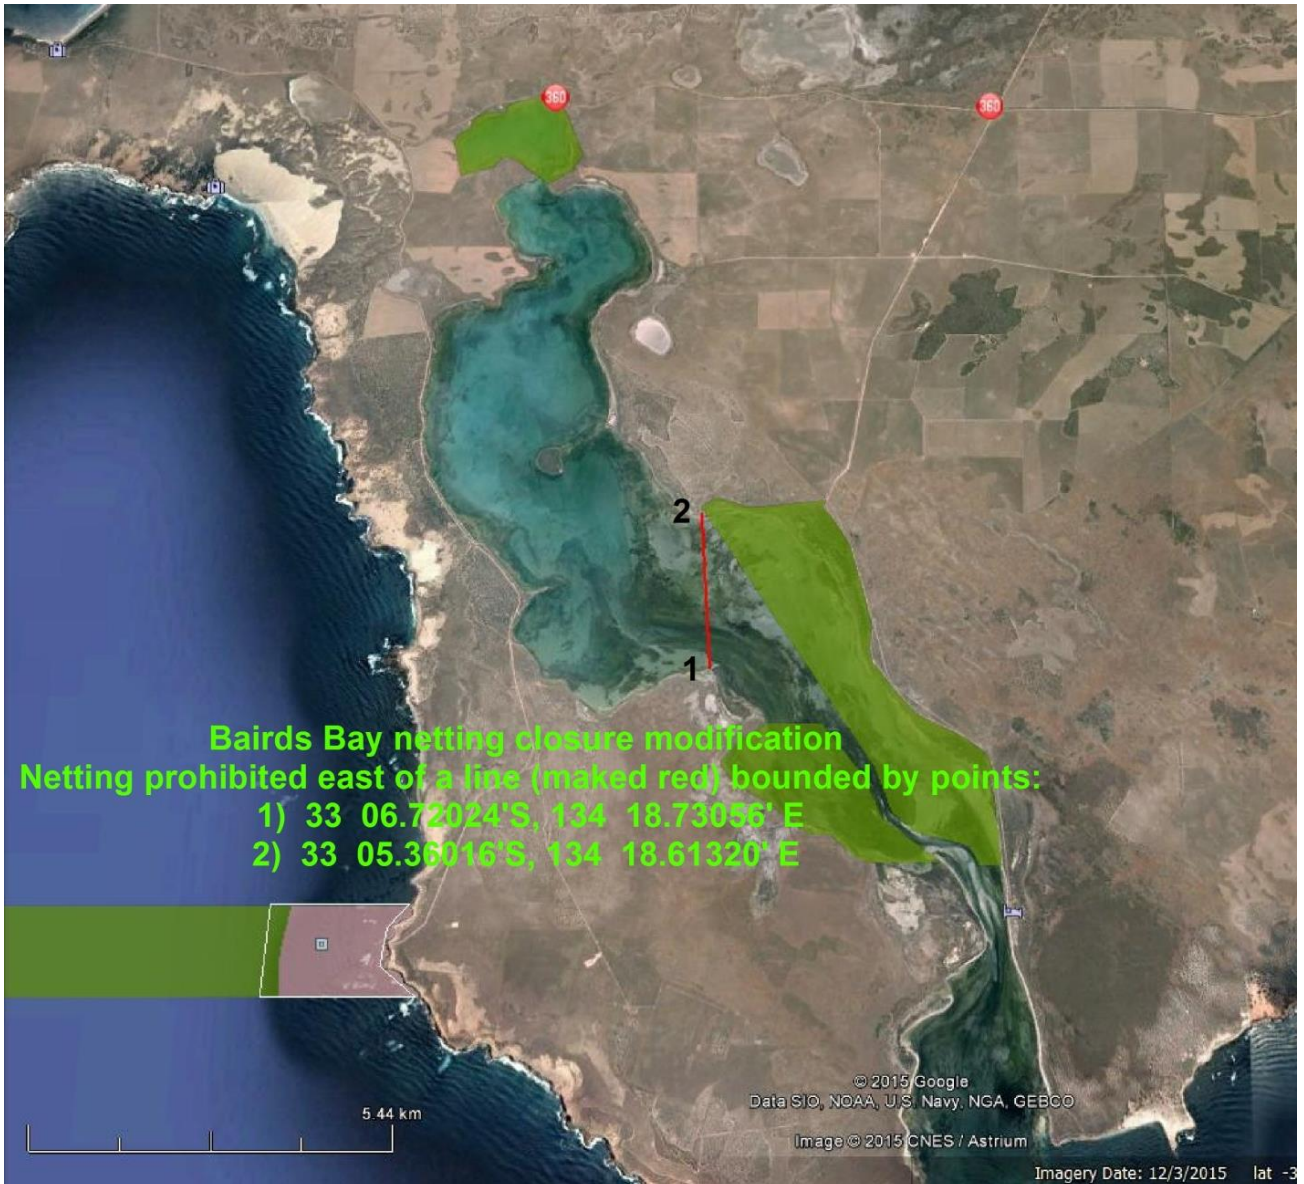 360
360
2
1
Bairds Bay netting closure modification
Netting prohibited east of a line (maked red) bounded by points:
1) 33 06.72024'S, 134 18.73056' E
2) 33 05.36016'S, 134 18.61320' E
5.44 km
© 2015 Google
Data SIO, NOAA, U.S. Navy, NGA, GEBCO
Image © 2015 CNES / Astrium
Imagery Date: 12/3/2015 lat -3